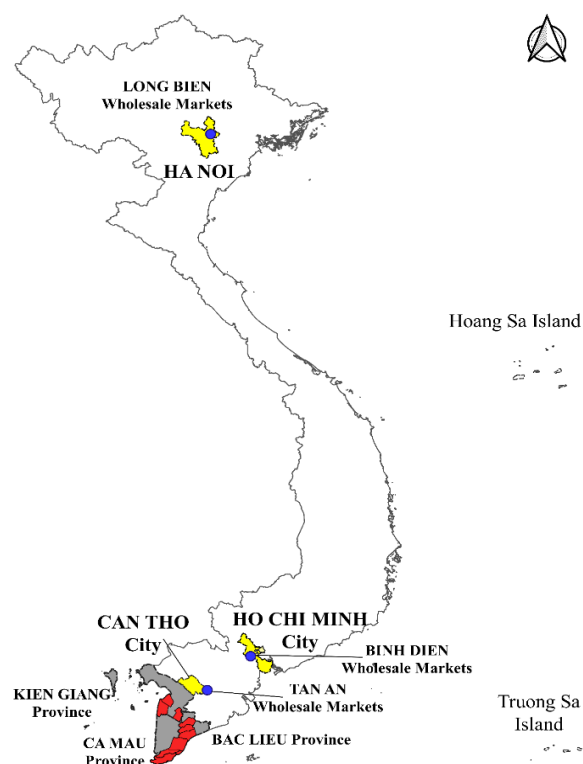 LONG BIEN
Wholesale Markets
HA NOI
Hoang Sa Island
HO CHI MINH
City
CAN THO
City
BINH DIEN
Wholesale Markets
KIEN GIANG
Province
TAN AN
Wholesale Markets
Truong Sa
Island
CA MAU
Province
BAC LIEU Province